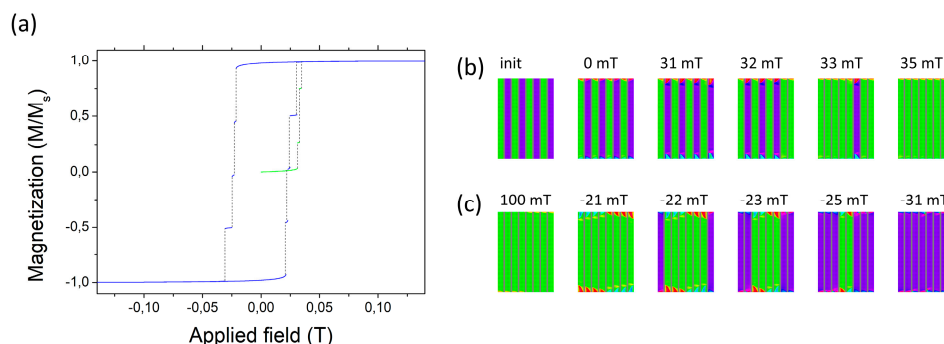 (a)
1,0
0,5
0,0
-0,5
-1,0
Magnetization (M/Ms)
-0,10 -0,05 0,00 0,05 0,10
Applied field (T)
(b)
init 0 mT 31 mT 32 mT 33 mT 35 mT
(c)
100 mT -21 mT -22 mT -23 mT -25 mT -31 mT